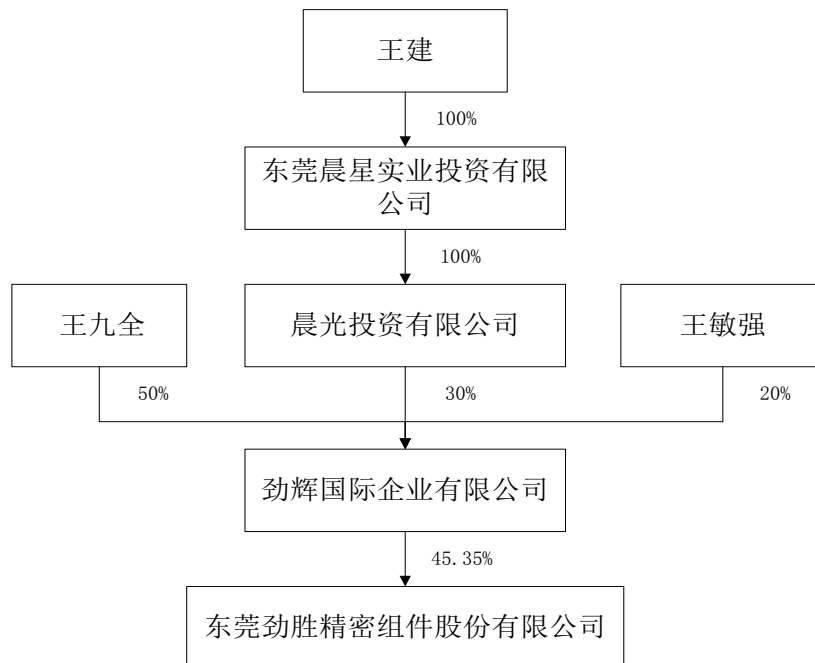 王建
100%
东莞晨星实业投资有限
公司
100%
王九全
晨光投资有限公司
王敏强
50%
30%
20%
劲辉国际企业有限公司
45.35%
东莞劲胜精密组件股份有限公司